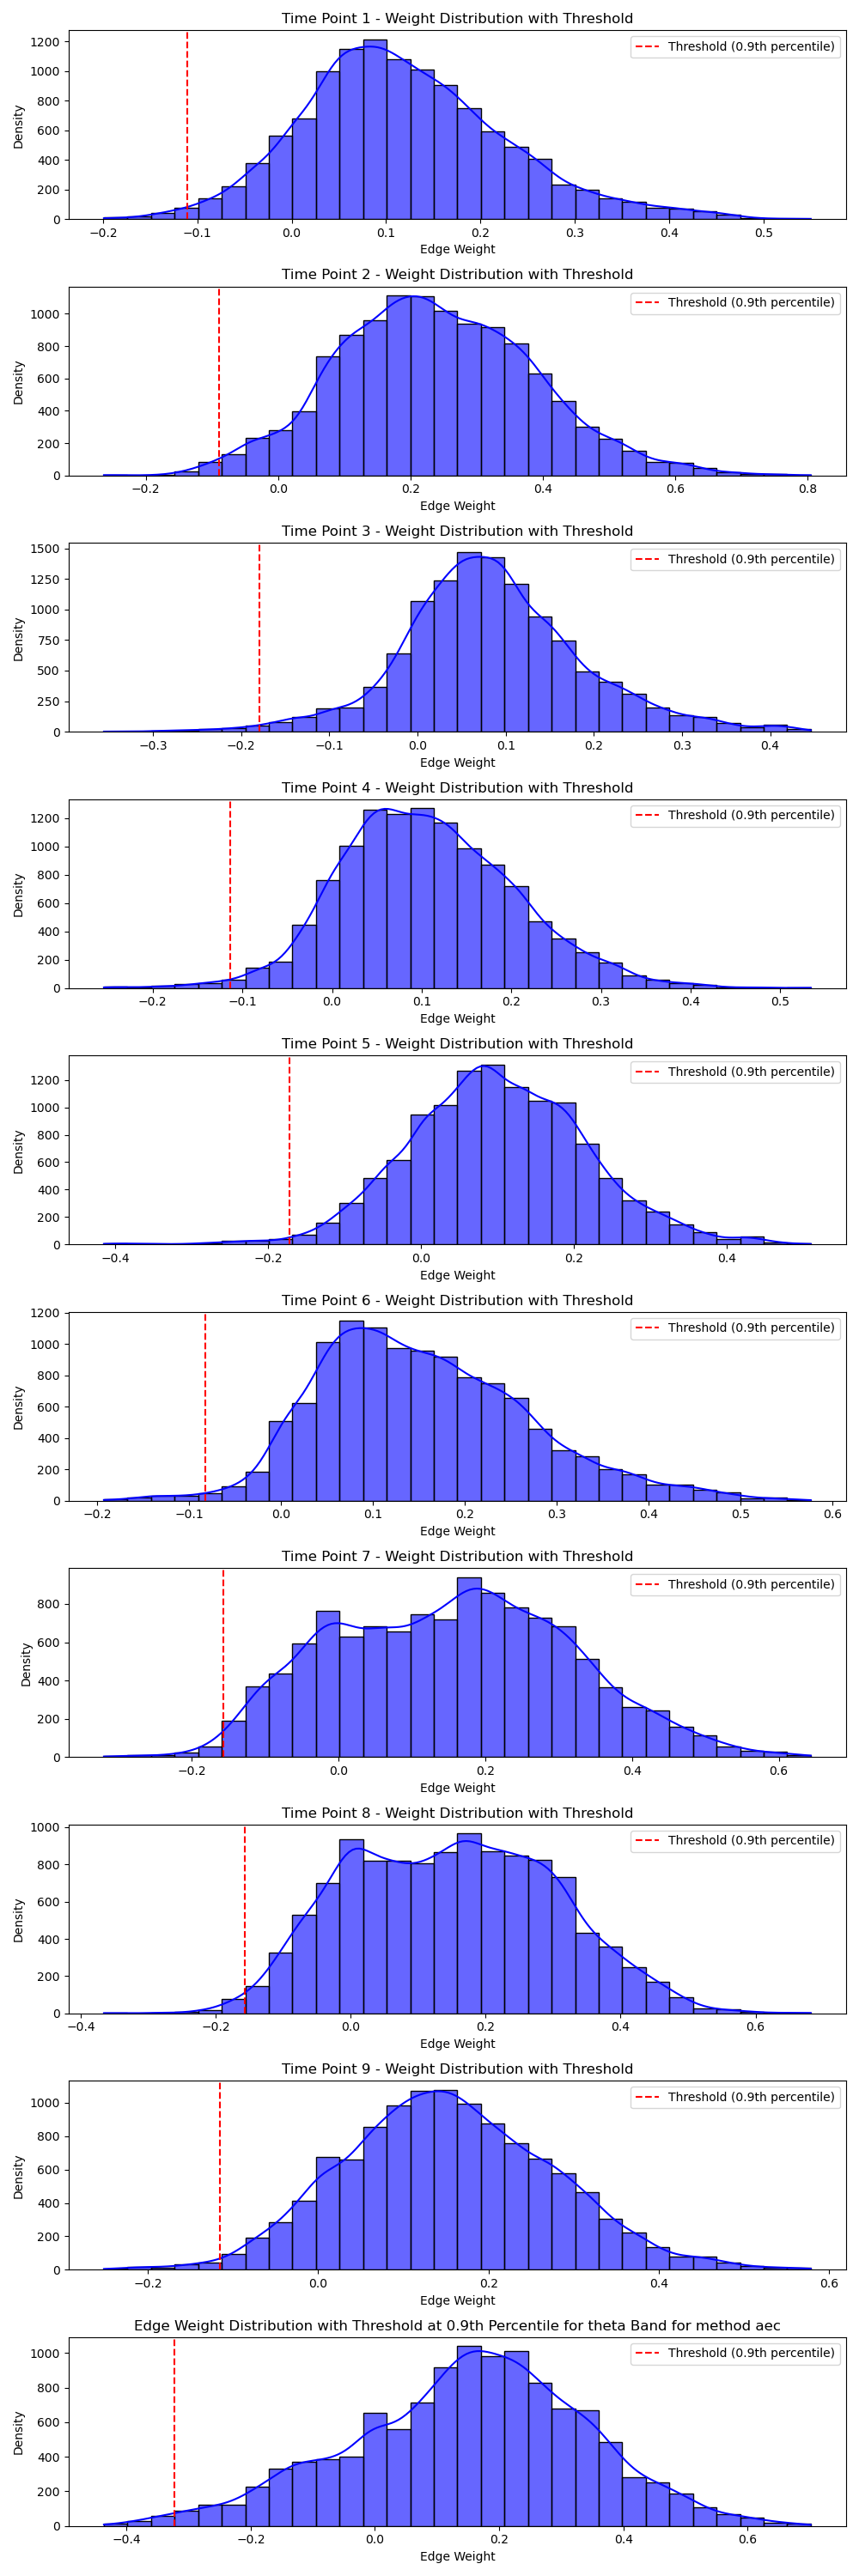 Time Point 1 - Weight Distribution with Threshold
Threshold (0.9th percentile)
Density
1200
1000
800
600
400
200
0
−0.2 −0.1 0.0 0.1 0.2 0.3 0.4 0.5
Edge Weight
Time Point 2 - Weight Distribution with Threshold
Threshold (0.9th percentile)
Density
1000
800
600
400
200
0
−0.2 0.0 0.2 0.4 0.6 0.8
Edge Weight
Time Point 3 - Weight Distribution with Threshold
Threshold (0.9th percentile)
Density
1500
1250
1000
750
500
250
0
−0.3 −0.2 −0.1 0.0 0.1 0.2 0.3 0.4
Edge Weight
Time Point 4 - Weight Distribution with Threshold
Threshold (0.9th percentile)
Density
1200
1000
800
600
400
200
0
−0.2 −0.1 0.0 0.1 0.2 0.3 0.4 0.5
Edge Weight
Time Point 5 - Weight Distribution with Threshold
Threshold (0.9th percentile)
Density
1200
1000
800
600
400
200
0
−0.4 −0.2 0.0 0.2 0.4
Edge Weight
Time Point 6 - Weight Distribution with Threshold
Threshold (0.9th percentile)
Density
1200
1000
800
600
400
200
0
−0.2 −0.1 0.0 0.1 0.2 0.3 0.4 0.5 0.6
Edge Weight
Time Point 7 - Weight Distribution with Threshold
Threshold (0.9th percentile)
Density
800
600
400
200
0
−0.2 0.0 0.2 0.4 0.6
Edge Weight
Time Point 8 - Weight Distribution with Threshold
Threshold (0.9th percentile)
Density
1000
800
600
400
200
0
−0.4 −0.2 0.0 0.2 0.4 0.6
Edge Weight
Time Point 9 - Weight Distribution with Threshold
Threshold (0.9th percentile)
Density
1000
800
600
400
200
0
−0.2 0.0 0.2 0.4 0.6
Edge Weight
Edge Weight Distribution with Threshold at 0.9th Percentile for theta Band for method aec
Threshold (0.9th percentile)
Density
1000
800
600
400
200
0
−0.4 −0.2 0.0 0.2 0.4 0.6
Edge Weight